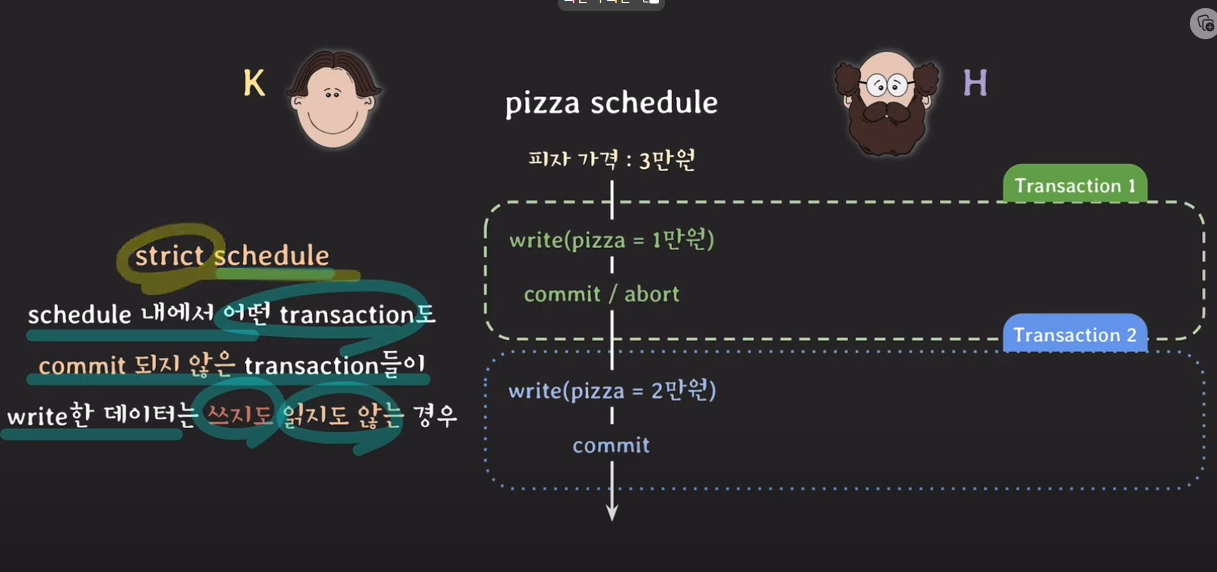 K
H
pizza schedule
피자 가격 : 3만원
Transaction 1
write(pizza = 1만원)
commit / abort
Transaction 2
write(pizza = 2만원)
commit
strict schedule
schedule 내에서 어떤 transaction도
commit 되지 않은 transaction들이
write한 데이터는 쓰지도 읽지도 않는 경우